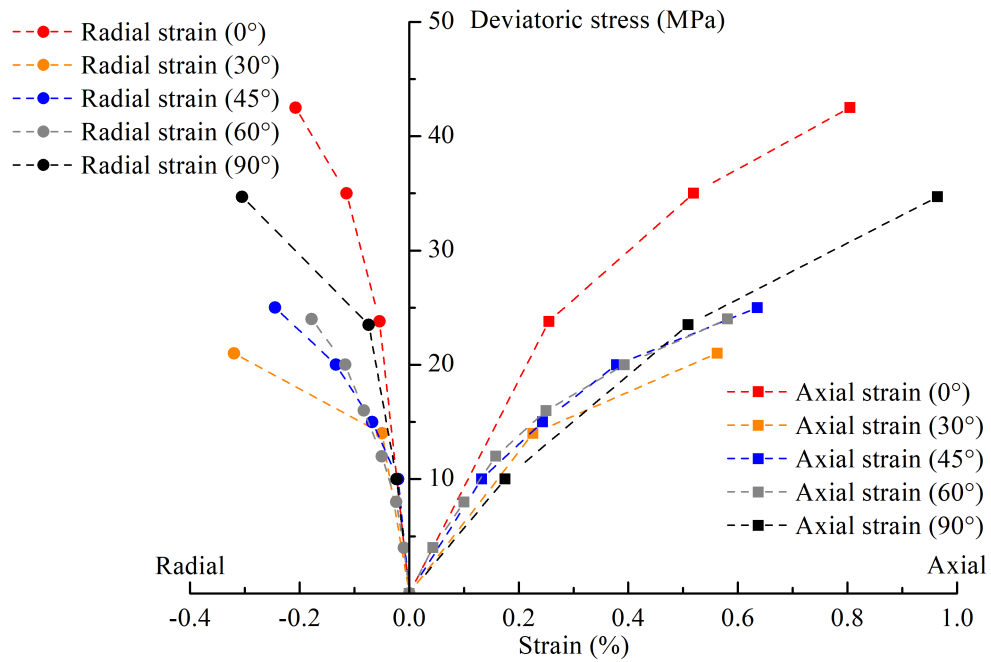 50
Deviatoric stress (MPa)
Radial strain (0°)
Radial strain (30°)
Radial strain (45°)
Radial strain (60°)
Radial strain (90°)
40
30
20
10
Axial strain (0°)
Axial strain (30°)
Axial strain (45°)
Axial strain (60°)
Axial strain (90°)
Radial
Axial
-0.4 -0.2 0.0 0.2 0.4 0.6 0.8 1.0
Strain (%)